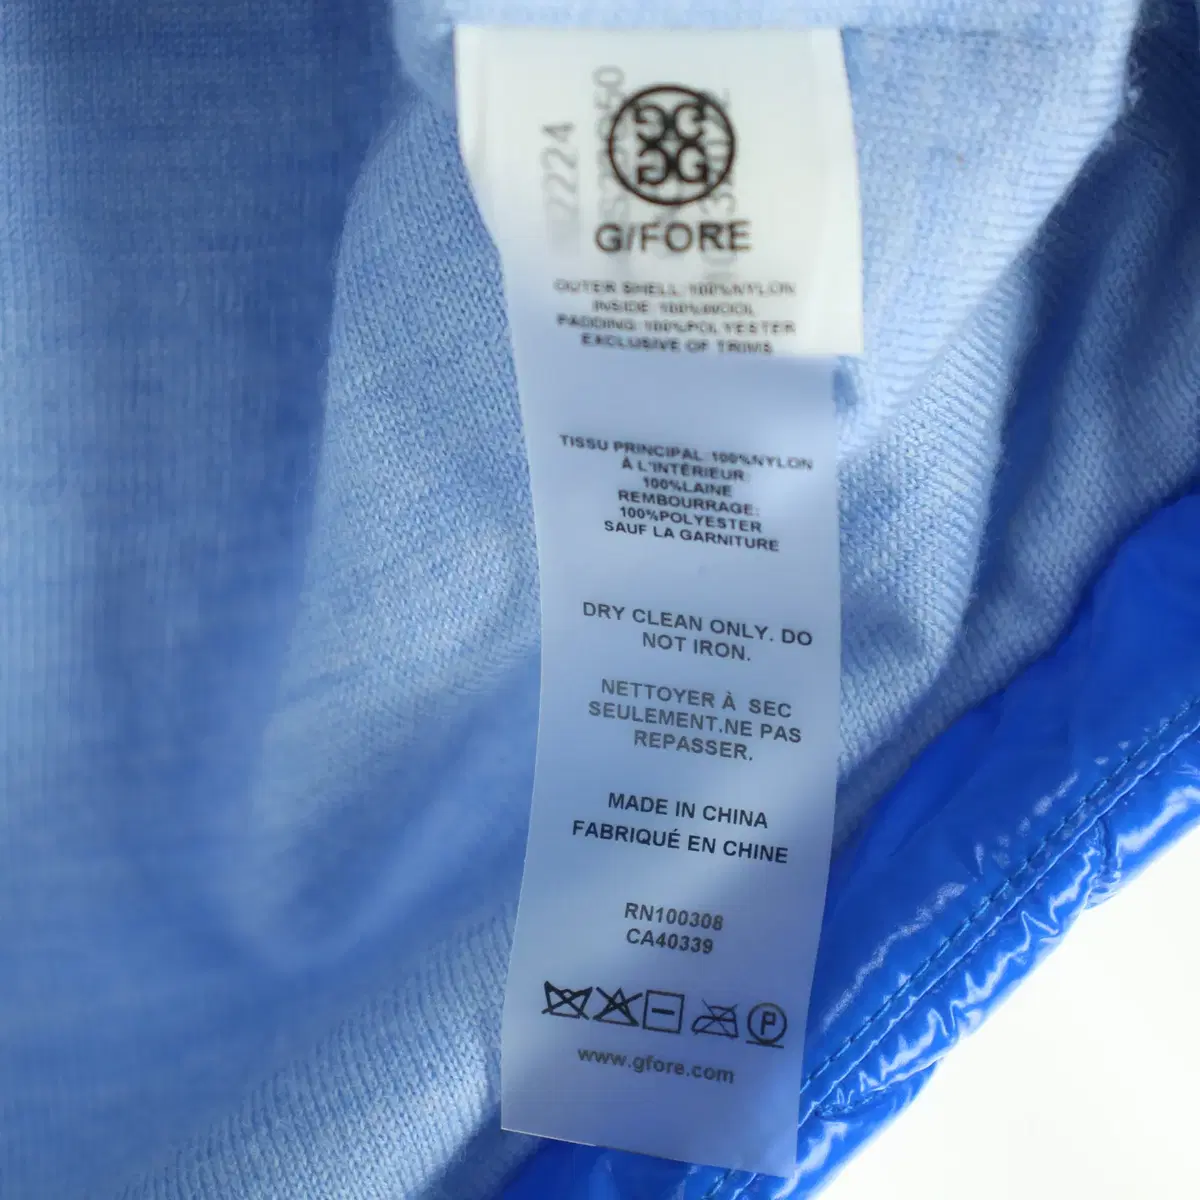 G/FORE
OUTER SHELL:100%NYLON
INSIDE: 100%WOOL
PADDING:100%POLYESTER
EXCLUSIVE OF TRIMS
TISSU PRINCIPAL:100%NYLON
À L'INTÉRIEUR:
100%LAINE
REMBOURRAGE:
100%POLYESTER
SAUF LA GARNITURE
DRY CLEAN ONLY. DO
NOT IRON.
NETTOYER À SEC
SEULEMENT.NE PAS
REPASSER.
MADE IN CHINA
FABRIQUÉ EN CHINE
RN100308
CA40339
P
www.gfore.com